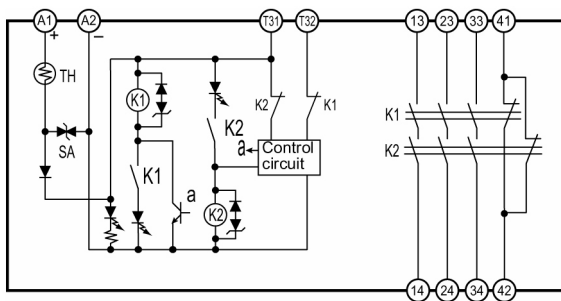 A1 A2 T31 T32 13 23 33 41
+ −
TH
K1
K2 K1 K1
K2
a Control
circuit
SA
K2
K1
a
K2
14 24 34 42